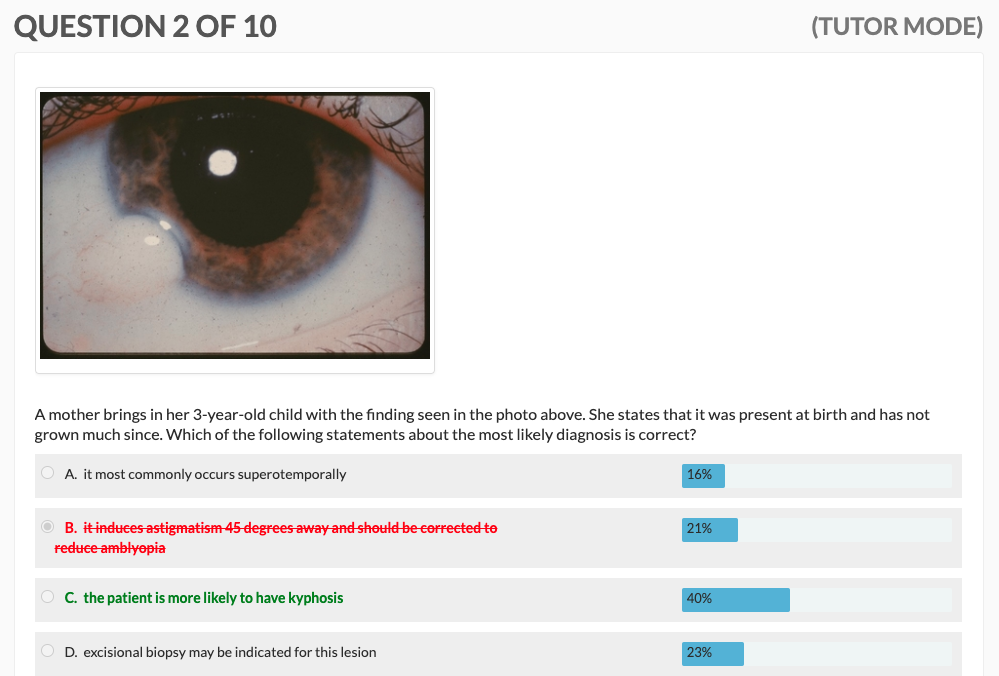 QUESTION 2 OF 10
(TUTOR MODE)
A mother brings in her 3-year-old child with the finding seen in the photo above. She states that it was present at birth and has not
grown much since. Which of the following statements about the most likely diagnosis is correct?
A. it most commonly occurs superotemporally
16%
B. it induces astigmatism 45 degrees away and should be corrected to
reduce amblyopia
21%
C. the patient is more likely to have kyphosis
40%
D. excisional biopsy may be indicated for this lesion
23%